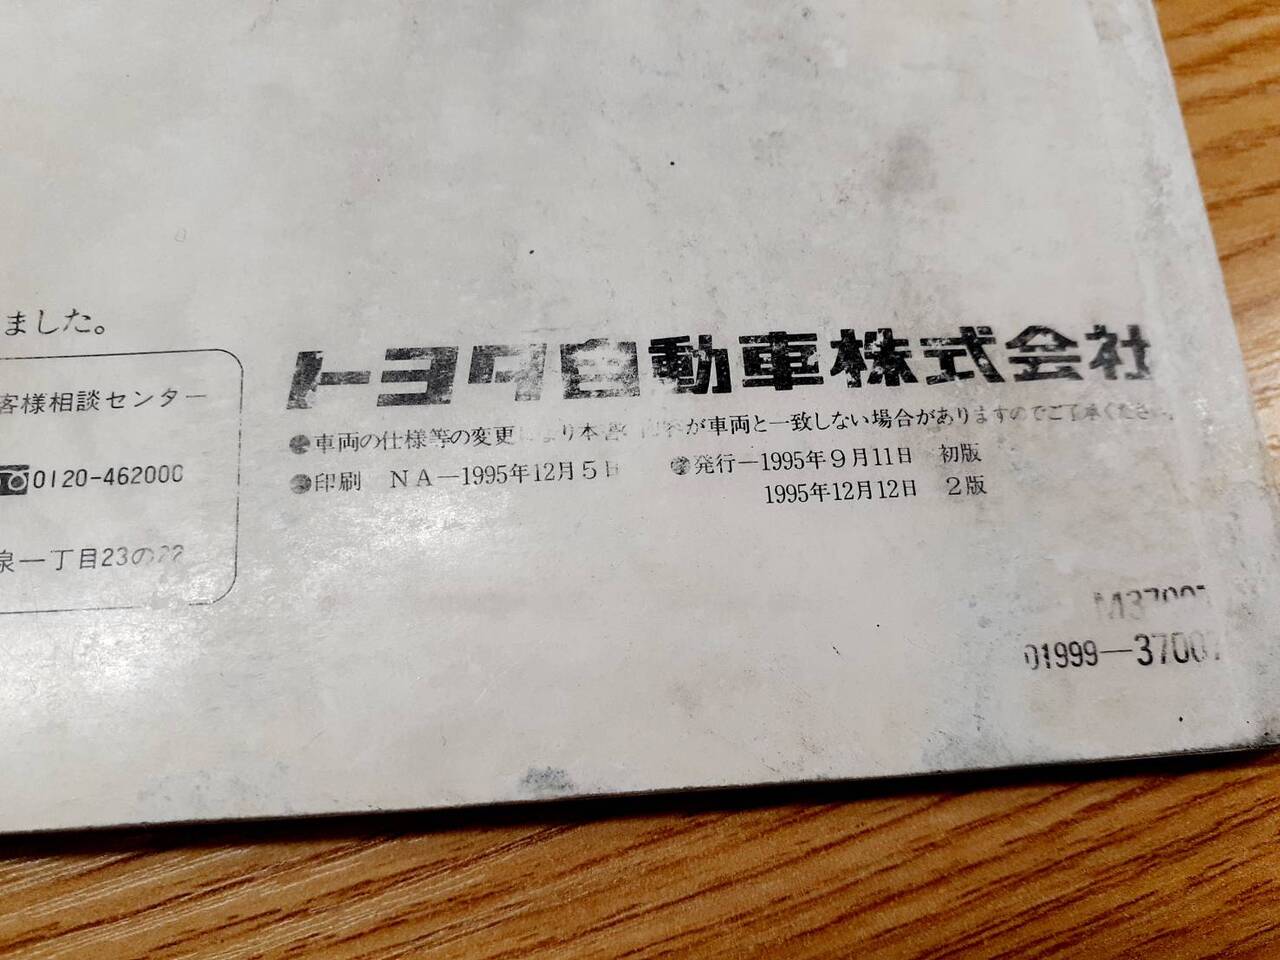 ました。
客様相談センター
0120-462000
泉一丁目23の22
トヨタ自動車株式会社
●車両の仕様等の変更により本書 内容が車両と一致しない場合がありますのでご了承ください。
●印刷 NA—1995年12月5日
●発行—1995年9月11日 初版
1995年12月12日 2版
M37007
01999—37007